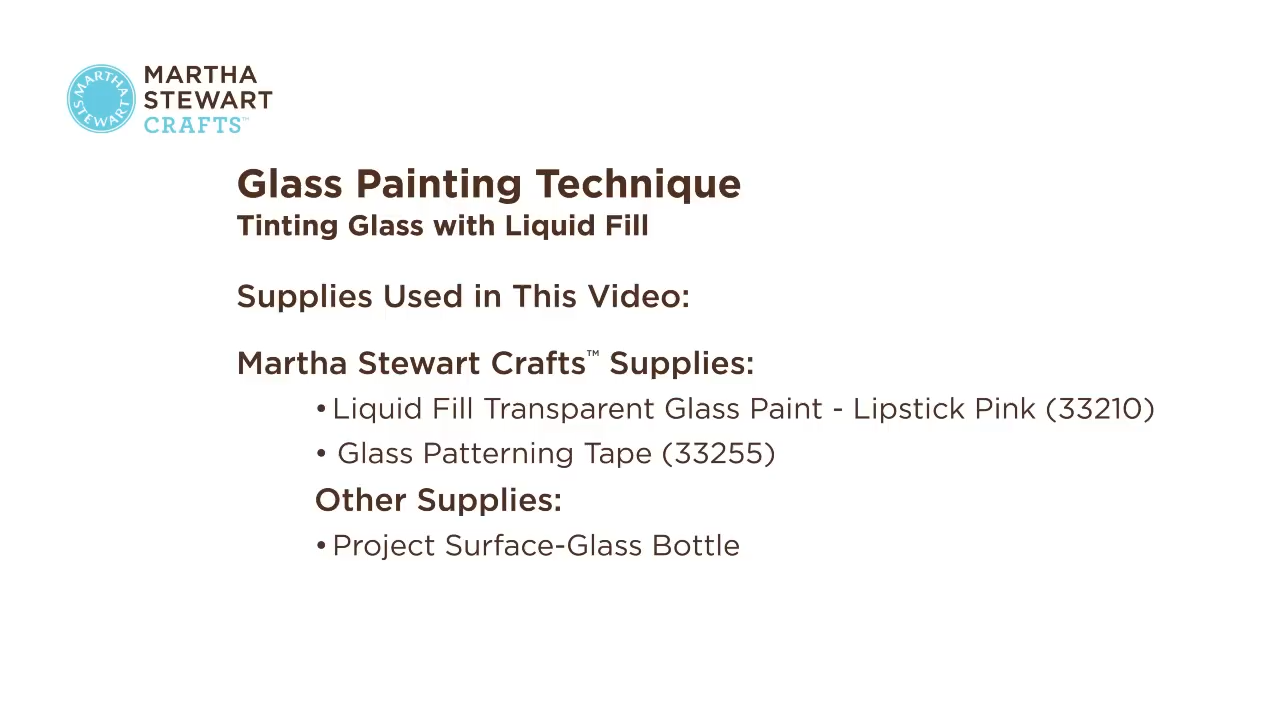 MARTHA STEWART
MARTHA
STEWART
CRAFTS™
Glass Painting Technique
Tinting Glass with Liquid Fill
Supplies Used in This Video:
Martha Stewart Crafts™ Supplies:
• Liquid Fill Transparent Glass Paint - Lipstick Pink (33210)
• Glass Patterning Tape (33255)
Other Supplies:
• Project Surface-Glass Bottle